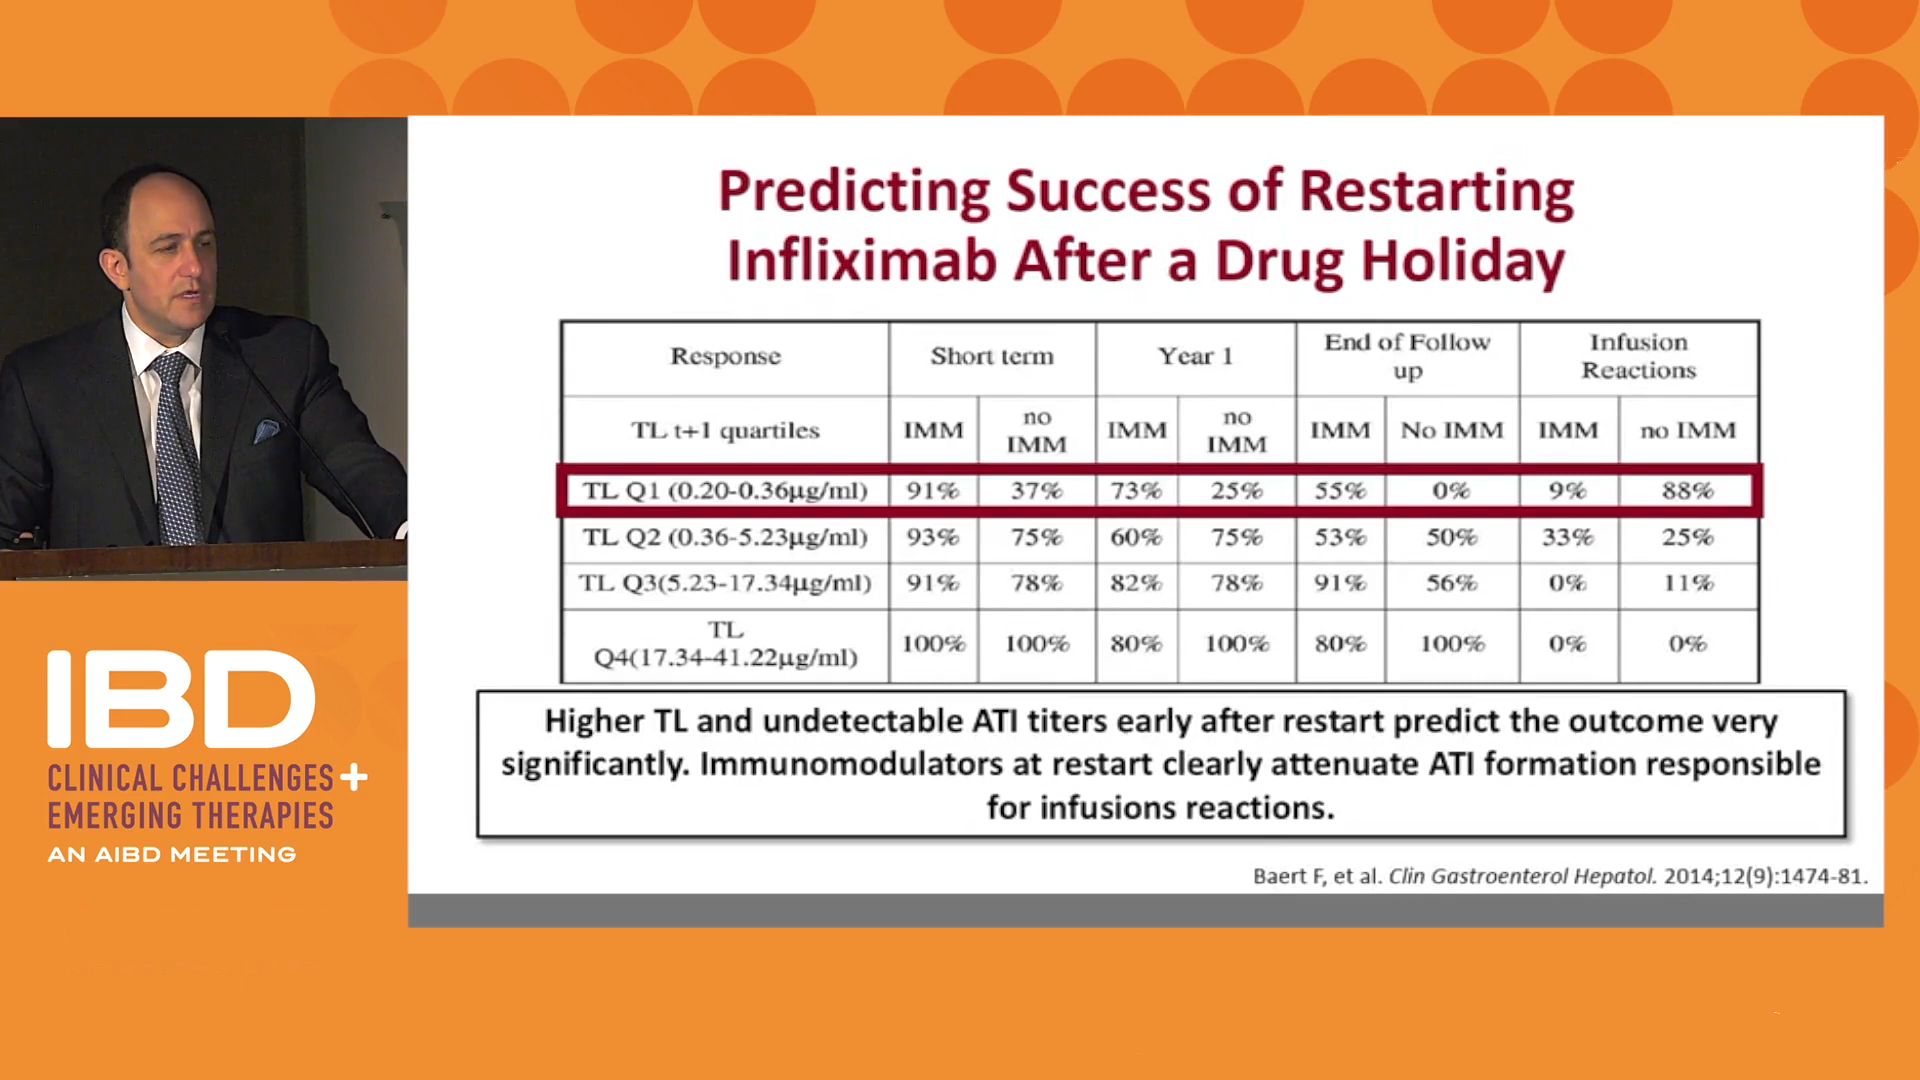 Predicting Success of Restarting
Infliximab After a Drug Holiday
Response Short term Year 1 End of Follow up Infusion Reactions
TL t+1 quartiles IMM no IMM IMM no IMM IMM No IMM IMM no IMM
TL Q1 (0.20-0.36µg/ml) 91% 37% 73% 25% 55% 0% 9% 88%
TL Q2 (0.36-5.23µg/ml) 93% 75% 60% 75% 53% 50% 33% 25%
TL Q3(5.23-17.34µg/ml) 91% 78% 82% 78% 91% 56% 0% 11%
TL Q4(17.34-41.22µg/ml) 100% 100% 80% 100% 80% 100% 0% 0%
Higher TL and undetectable ATI titers early after restart predict the outcome very
significantly. Immunomodulators at restart clearly attenuate ATI formation responsible
for infusions reactions.
Baert F, et al. Clin Gastroenterol Hepatol. 2014;12(9):1474-81.
IBD
CLINICAL CHALLENGES +
EMERGING THERAPIES
AN AIBD MEETING